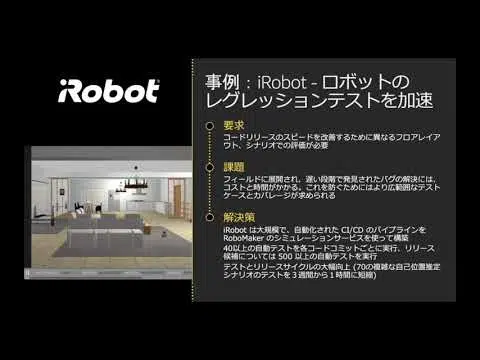 iRobot
事例：iRobot - ロボットの
レグレッションテストを加速
要求
コードリリースのスピードを改善するために異なるフロアレイア
ウト、シナリオでの評価が必要
課題
フィールドに展開され、遅い段階で発見されたバグの解決には、
コストと時間がかかる。これを防ぐためにはより広範囲なテスト
ケースとカバレージが求められる
解決策
iRobot は大規模で、自動化された CI/CD のパイプラインを
RoboMaker のシミュレーションサービスを使って構築
40以上の自動テストを各コードコミットごとに実行、リリース
候補については 500 以上の自動テストを実行
テストとリリースサイクルの大幅向上 (70の複雑な自己位置推定
シナリオのテストを３週間から１時間に短縮)